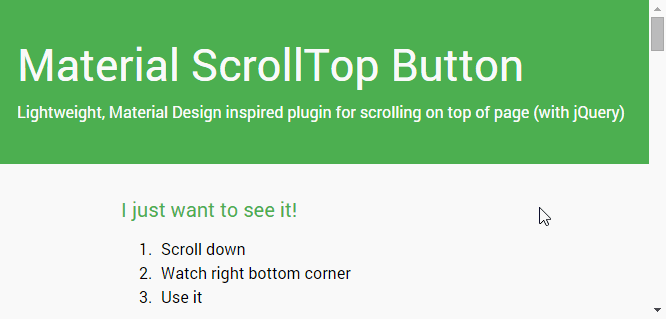 Material ScrollTop Button
Lightweight, Material Design inspired plugin for scrolling on top of page (with jQuery)
I just want to see it!
1. Scroll down
2. Watch right bottom corner
3. Use it